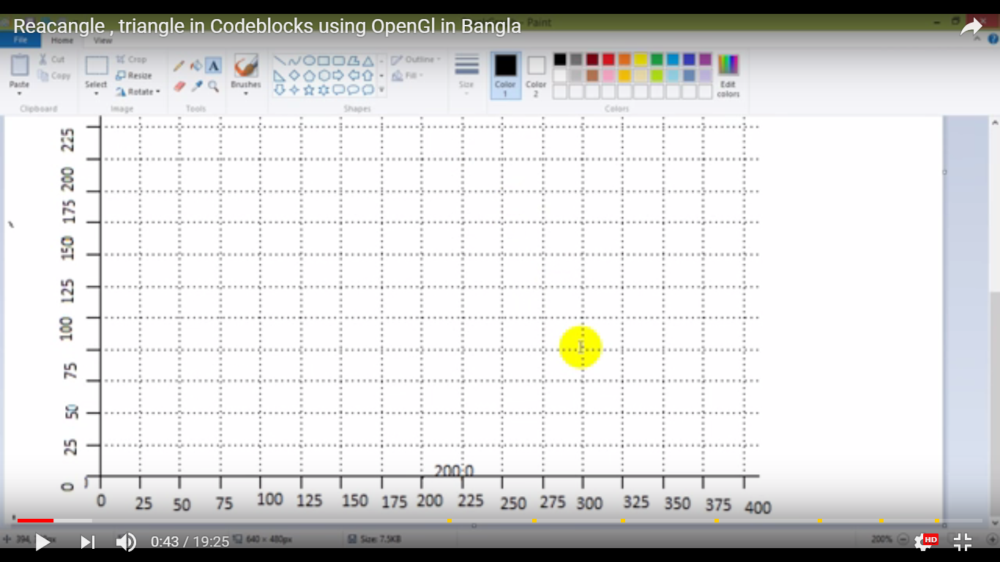 Reacangle , triangle in Codeblocks using OpenGl in Bangla
Paint
File Home View
Paste
Cut
Copy
Clipboard
Select
Crop
Resize
Rotate
Image
A
Tools
Brushes
Shapes
Outline
Fill
Size
Color 1
Color 2
Edit colors
Colors
225
200
175
150
125
100
75
50
25
0
200,0
0 25 50 75 100 125 150 175 200 225 250 275 300 325 350 375 400
0:43 / 19:25
640 × 480px
Size: 7.5KB
200%
HD